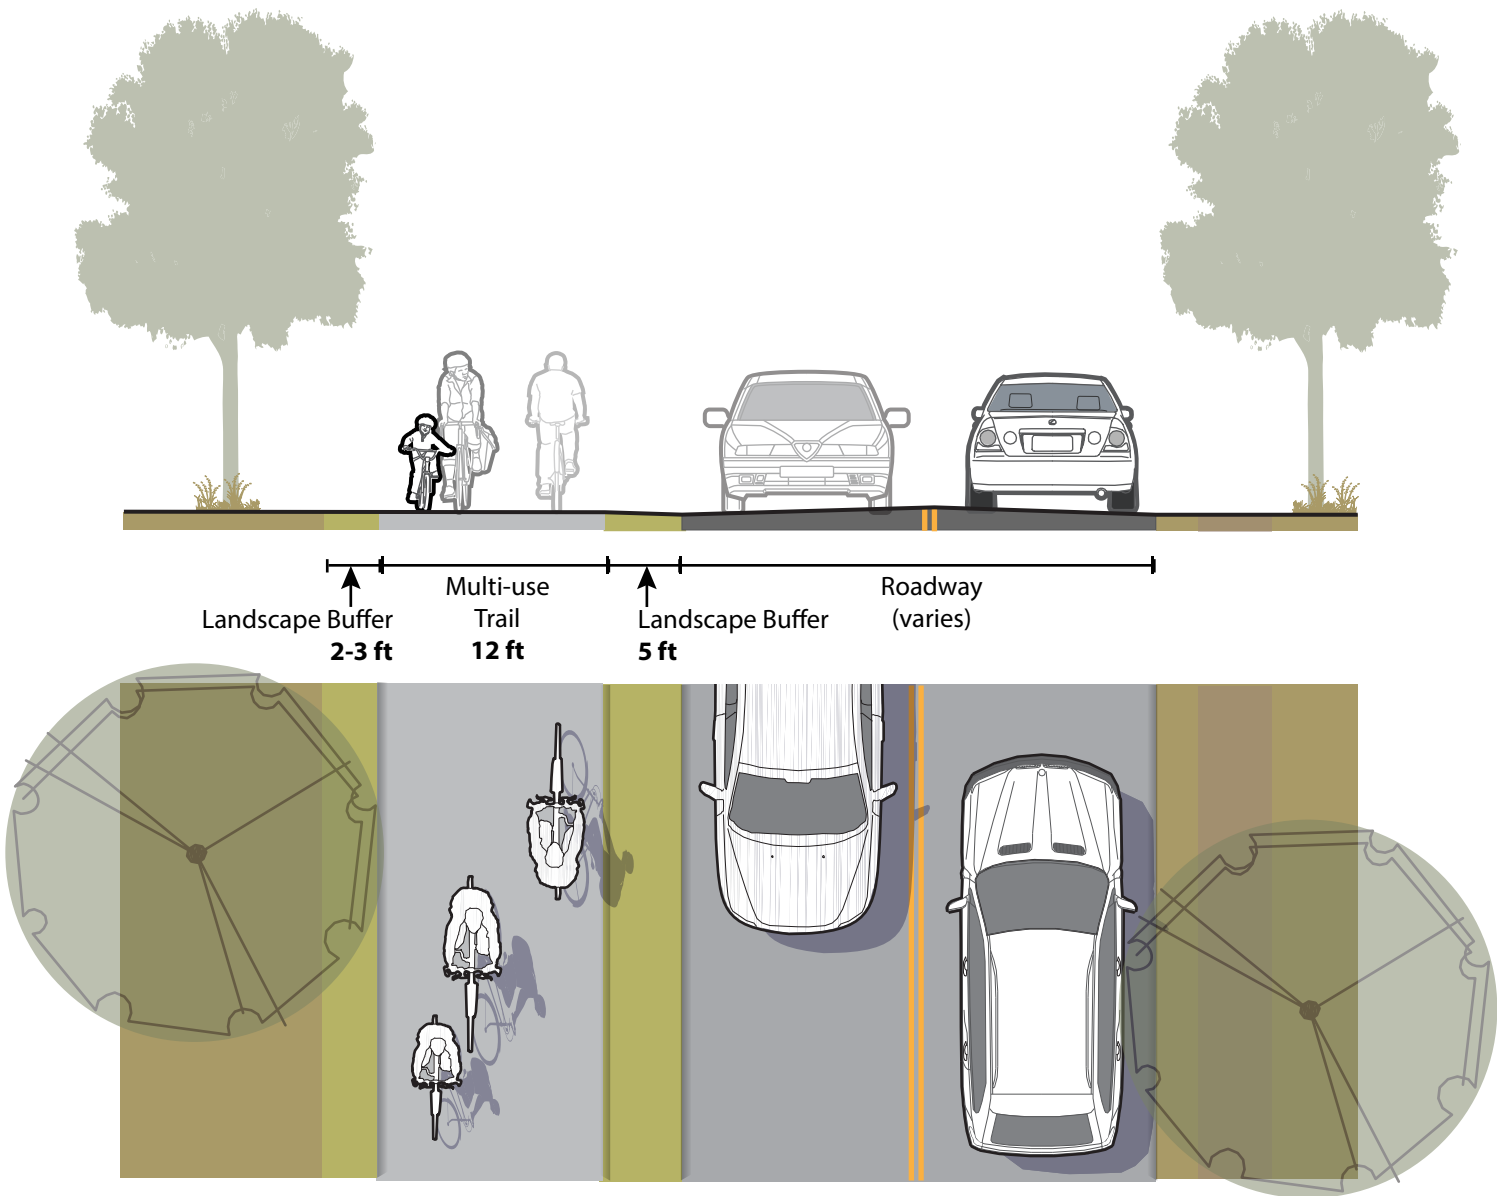 Multi-use
Trail
12 ft
Roadway
(varies)
Landscape Buffer
2-3 ft
Landscape Buffer
5 ft